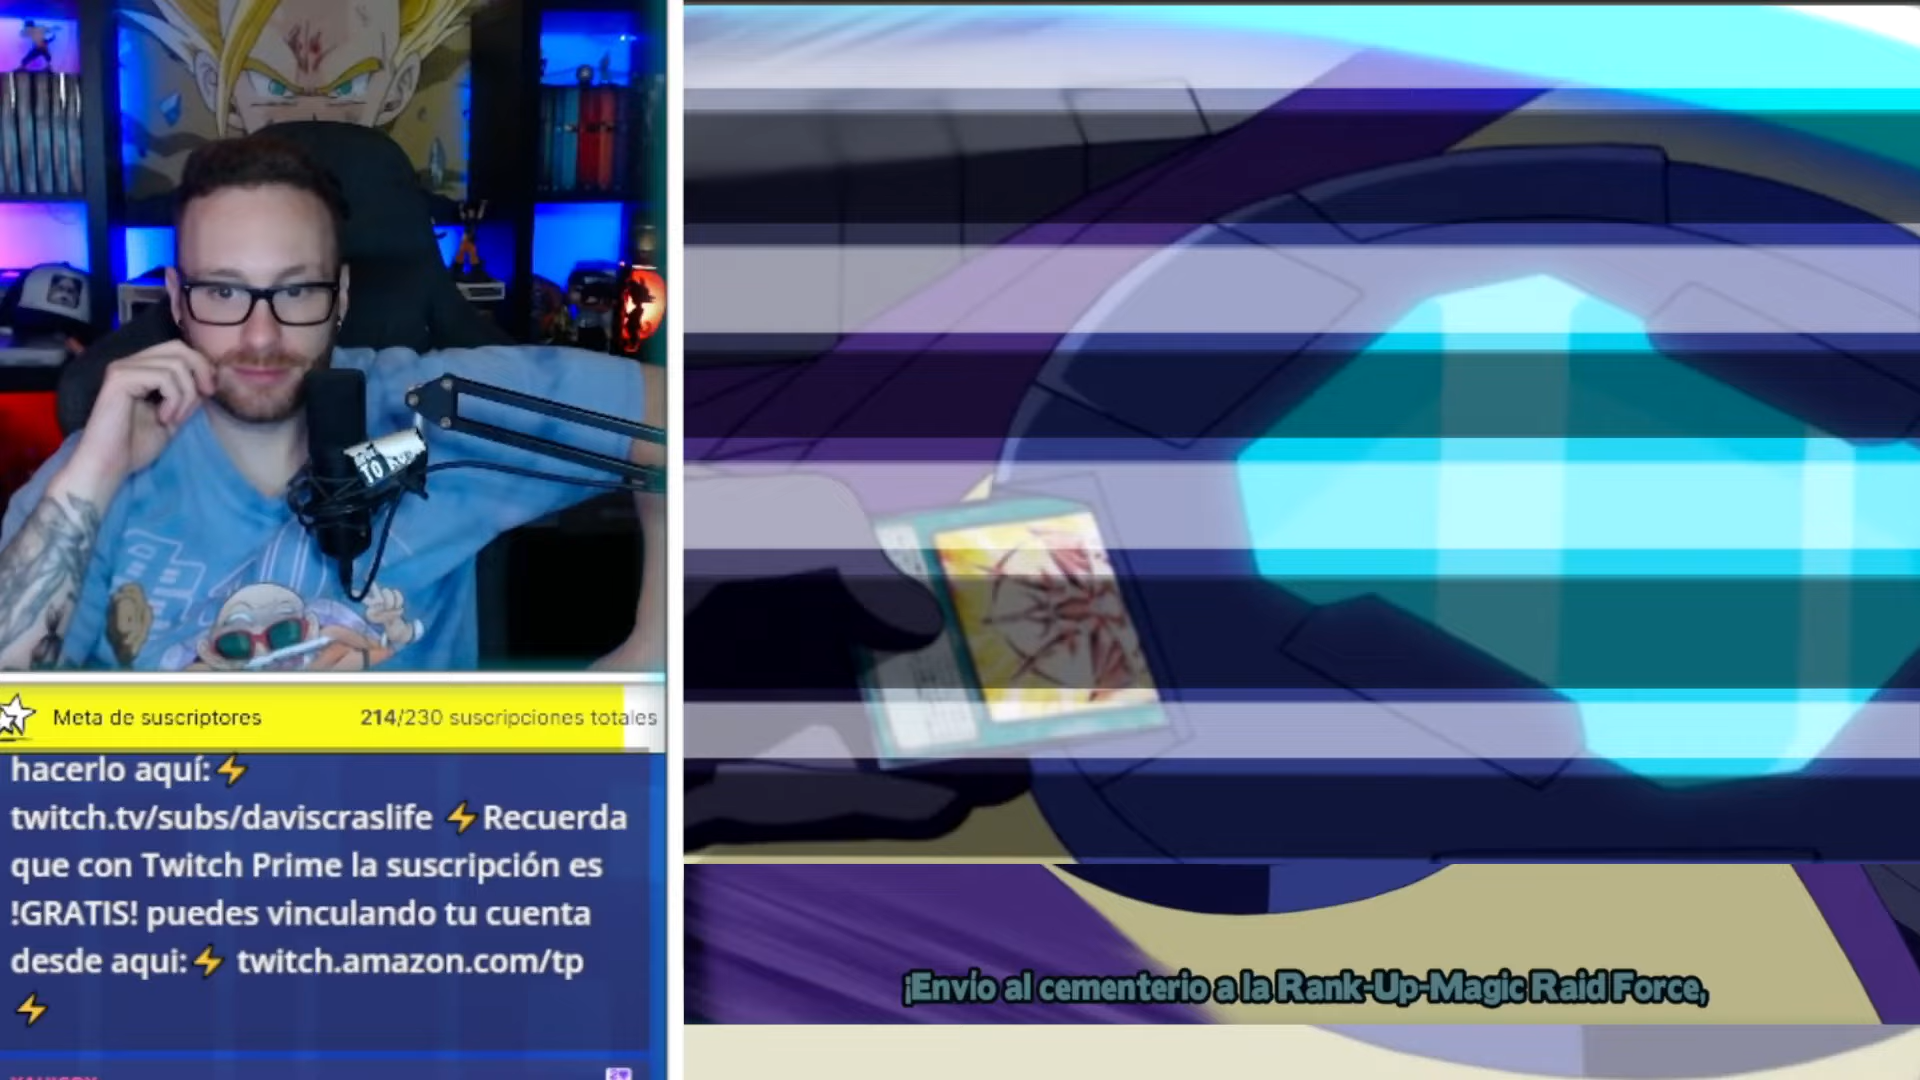 Meta de suscriptores 214/230 suscripciones totales
hacerlo aquí:⚡
twitch.tv/subs/daviscraslife ⚡Recuerda
que con Twitch Prime la suscripción es
!GRATIS! puedes vinculando tu cuenta
desde aqui:⚡ twitch.amazon.com/tp
⚡
¡Envío al cementerio a la Rank-Up-Magic Raid Force,